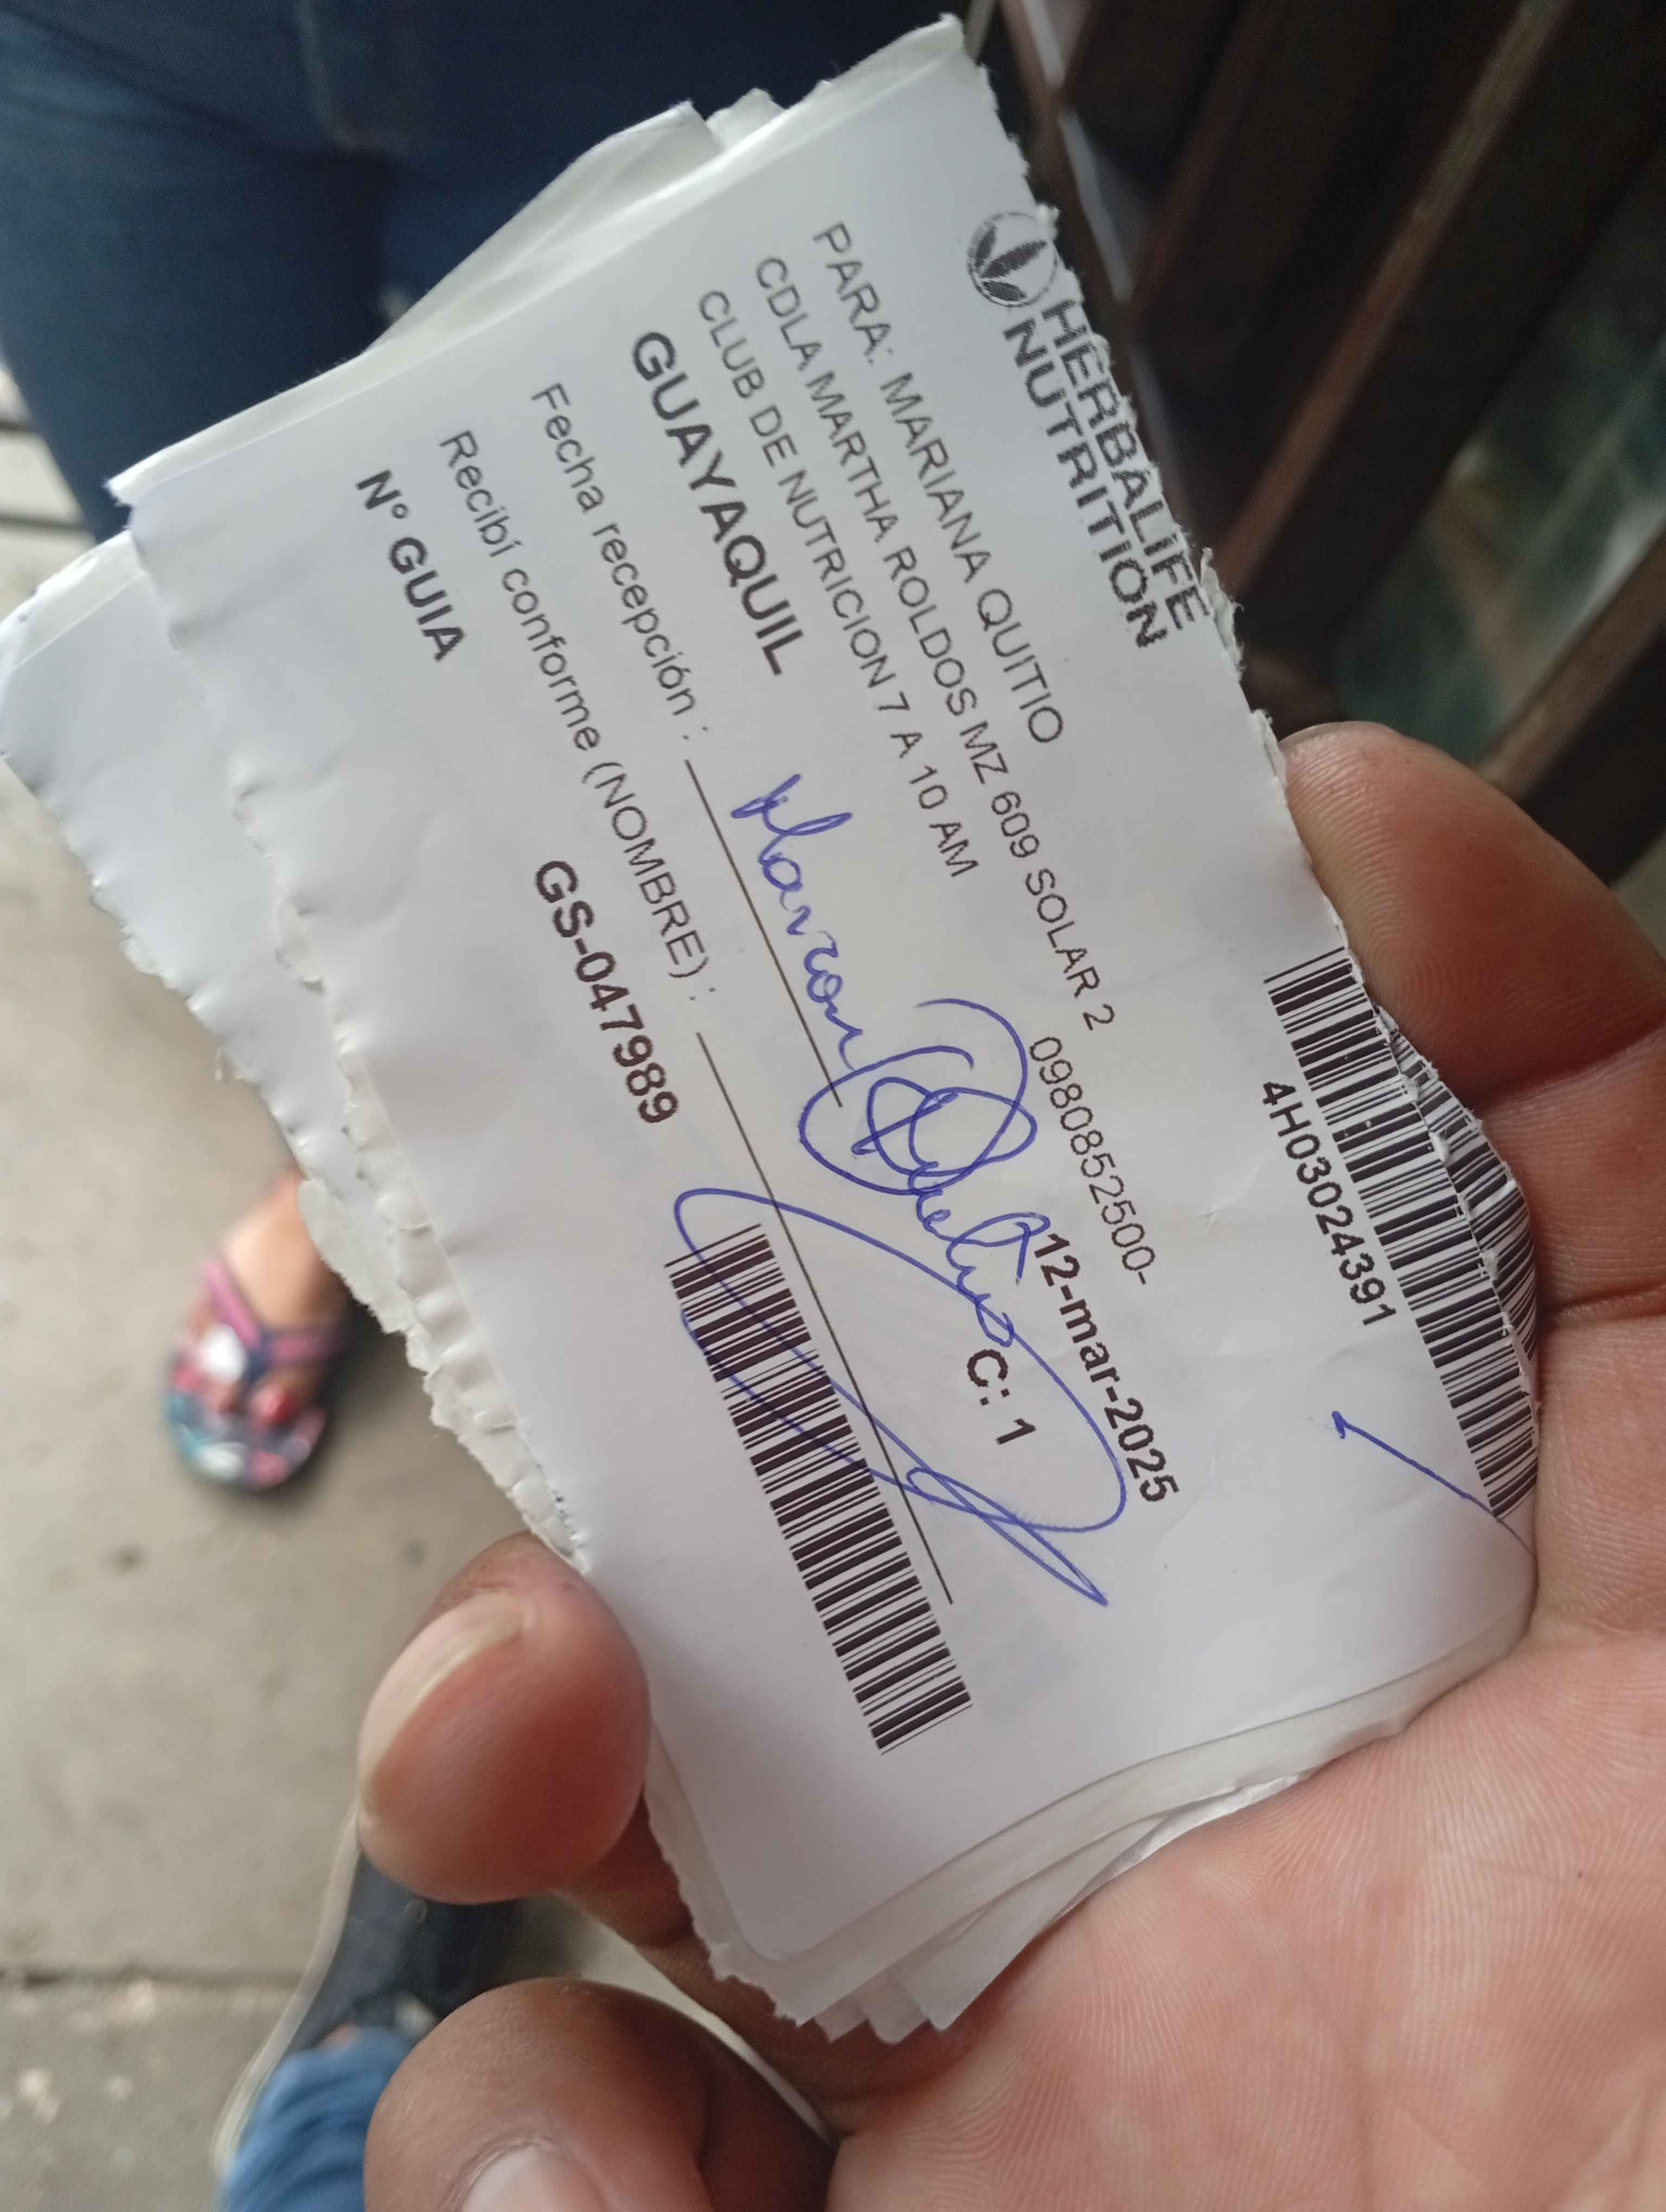 HERBALIFE
NUTRITION
4H03024391
PARA: MARIANA QUITIO
CDLA MARTHA ROLDOS MZ 609 SOLAR 2
CLUB DE NUTRICION 7 A 10 AM
0980852500-
GUAYAQUIL
12-mar-2025
Fecha recepción :
C: 1
Recibí conforme (NOMBRE) :
N° GUIA
GS-047989